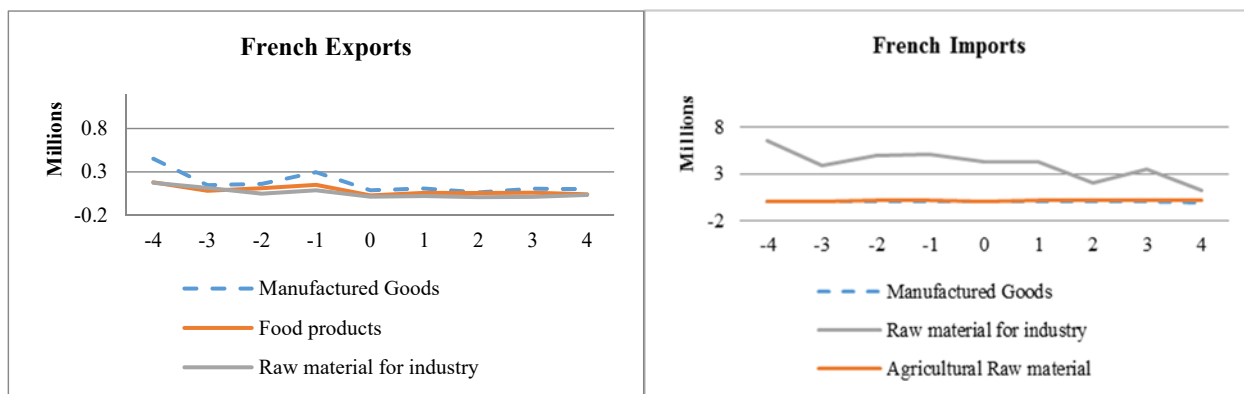 French Exports
Millions
0.8
0.3
-0.2
-4 -3 -2 -1 0 1 2 3 4
Manufactured Goods
Food products
Raw material for industry
French Imports
Millions
8
3
-2
-4 -3 -2 -1 0 1 2 3 4
Manufactured Goods
Raw material for industry
Agricultural Raw material